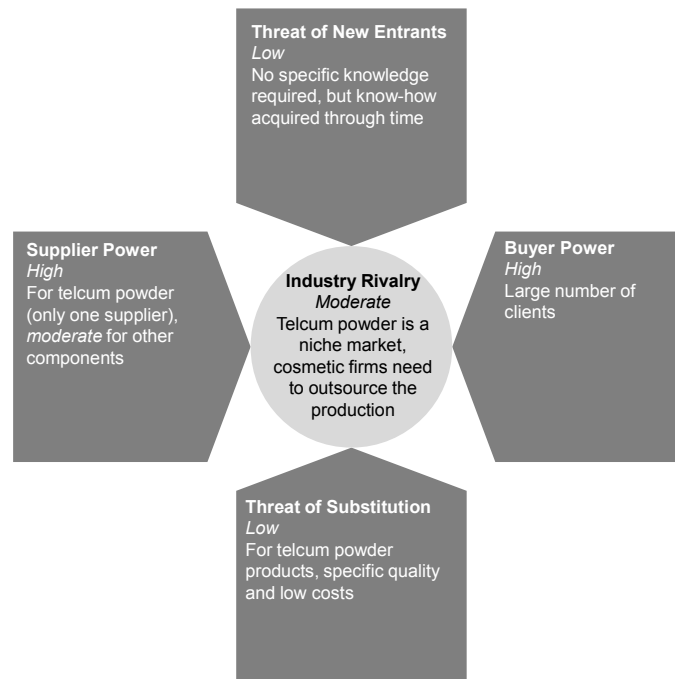 Threat of New Entrants
Low
No specific knowledge
required, but know-how
acquired through time
Supplier Power
High
For telcum powder
(only one supplier),
moderate for other
components
Industry Rivalry
Moderate
Telcum powder is a
niche market,
cosmetic firms need
to outsource the
production
Buyer Power
High
Large number of
clients
Threat of Substitution
Low
For telcum powder
products, specific quality
and low costs